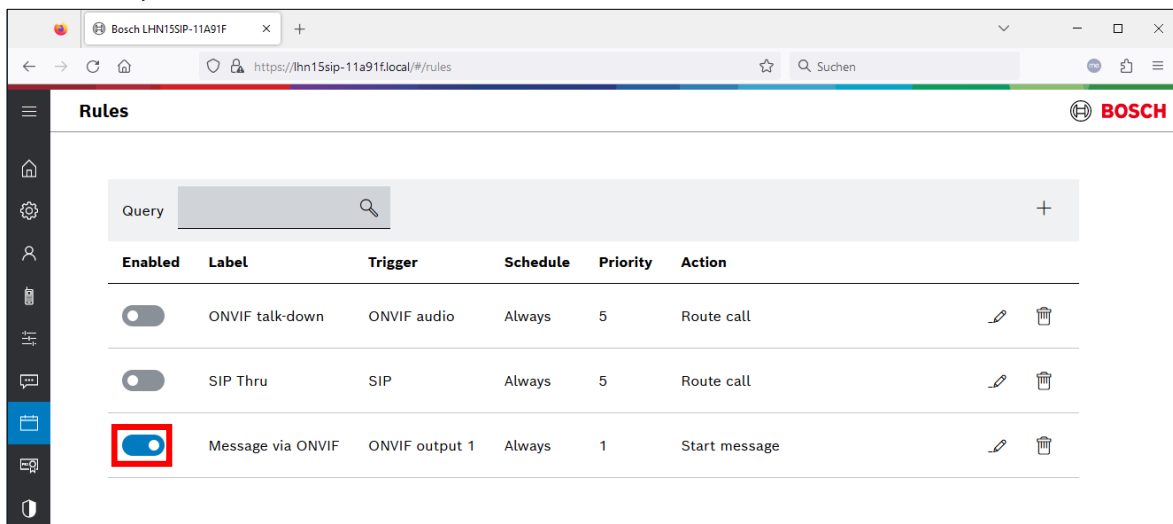 Bosch LHN15SIP-11A91F
https://lhn15sip-11a91f.local/#/rules
Suchen
me
Rules
BOSCH
Query
Enabled Label Trigger Schedule Priority Action
ONVIF talk-down ONVIF audio Always 5 Route call
SIP Thru SIP Always 5 Route call
Message via ONVIF ONVIF output 1 Always 1 Start message